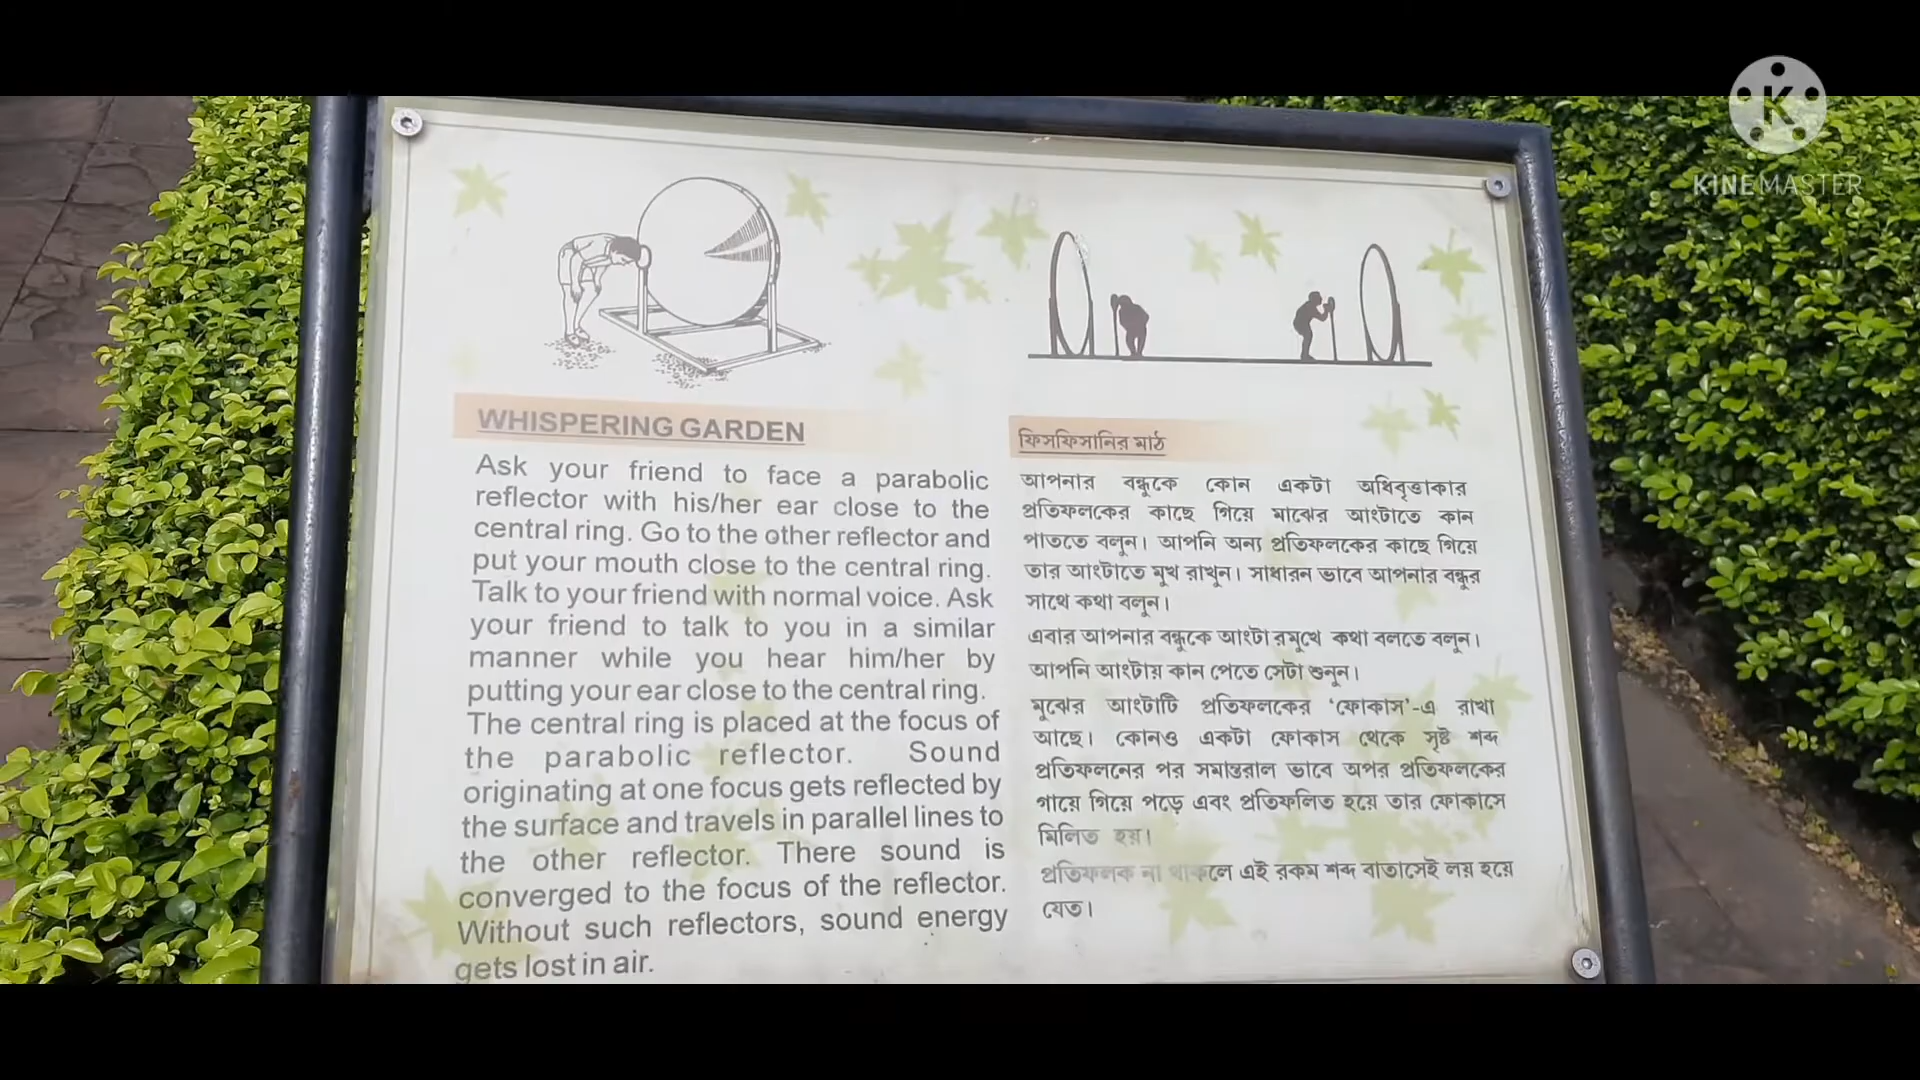 KINEMASTER
WHISPERING GARDEN
Ask your friend to face a parabolic
reflector with his/her ear close to the
central ring. Go to the other reflector and
put your mouth close to the central ring.
Talk to your friend with normal voice. Ask
your friend to talk to you in a similar
manner while you hear him/her by
putting your ear close to the central ring.
The central ring is placed at the focus of
the parabolic reflector. Sound
originating at one focus gets reflected by
the surface and travels in parallel lines to
the other reflector. There sound is
converged to the focus of the reflector.
Without such reflectors, sound energy
gets lost in air.
ফিসফিসানির মাঠ
আপনার বন্ধুকে কোন একটা অধিবৃত্তাকার
প্রতিফলকের কাছে গিয়ে মাঝের আংটাতে কান
পাততে বলুন। আপনি অন্য প্রতিফলকের কাছে গিয়ে
তার আংটাতে মুখ রাখুন। সাধারন ভাবে আপনার বন্ধুর
সাথে কথা বলুন।
এবার আপনার বন্ধুকে আংটা রমুখে কথা বলতে বলুন।
আপনি আংটায় কান পেতে সেটা শুনুন।
মুঝের আংটাটি প্রতিফলকের ‘ফোকাস’-এ রাখা
আছে। কোনও একটা ফোকাস থেকে সৃষ্ট শব্দ
প্রতিফলনের পর সমান্তরাল ভাবে অপর প্রতিফলকের
গায়ে গিয়ে পড়ে এবং প্রতিফলিত হয়ে তার ফোকাসে
মিলিত হয়।
প্রতিফলক না থাকলে এই রকম শব্দ বাতাসেই লয় হয়ে
যেত।